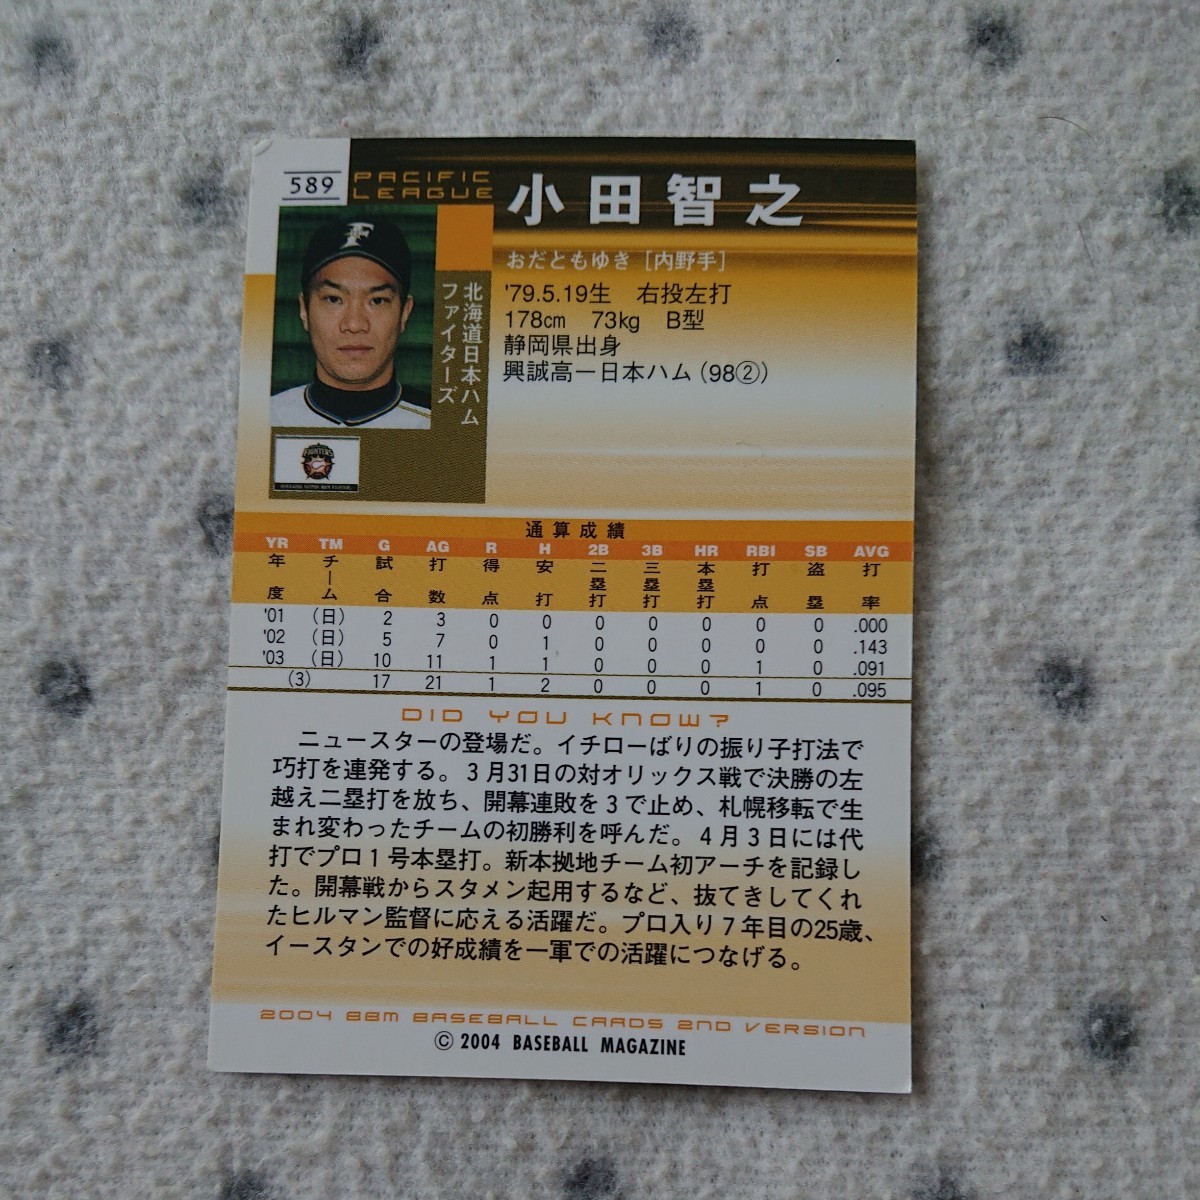 589
PACIFIC
LEAGUE
小田智之
おだともゆき [内野手]
'79.5.19生 右投左打
178cm 73kg B型
静岡県出身
興誠高ー日本ハム(98②)
北海道日本ハム
ファイターズ
FIGHTERS
通算成績
YR TM G AG R H 2B 3B HR RBI SB AVG
年度 チーム 試合 打数 得点 安打 二塁打 三塁打 本塁打 打点 盗塁 打率
'01 (日) 2 3 0 0 0 0 0 0 0 .000
'02 (日) 5 7 0 1 0 0 0 0 0 .143
'03 (日) 10 11 1 1 0 0 0 1 0 .091
(3) 17 21 1 2 0 0 0 1 0 .095
DID YOU KNOW?
ニュースターの登場だ。イチローばりの振り子打法で
巧打を連発する。3月31日の対オリックス戦で決勝の左
越え二塁打を放ち、開幕連敗を3で止め、札幌移転で生
まれ変わったチームの初勝利を呼んだ。4月3日には代
打でプロ1号本塁打。新本拠地チーム初アーチを記録し
た。開幕戦からスタメン起用するなど、抜てきしてくれ
たヒルマン監督に応える活躍だ。プロ入り7年目の25歳、
イースタンでの好成績を一軍での活躍につなげる。
2004 BBM BASEBALL CARDS 2ND VERSION
© 2004 BASEBALL MAGAZINE